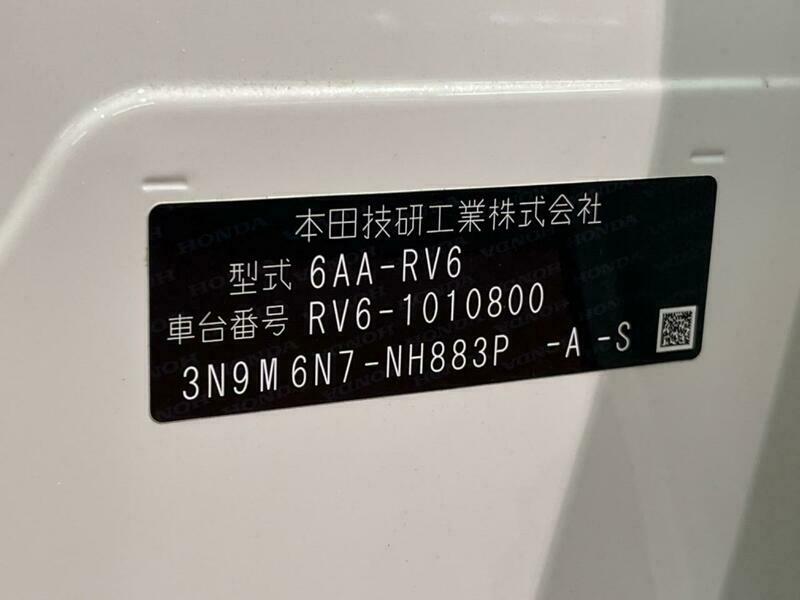 本田技研工業株式会社
型式 6AA-RV6
車台番号 RV6-1010800
3N9M6N7-NH883P -A-S